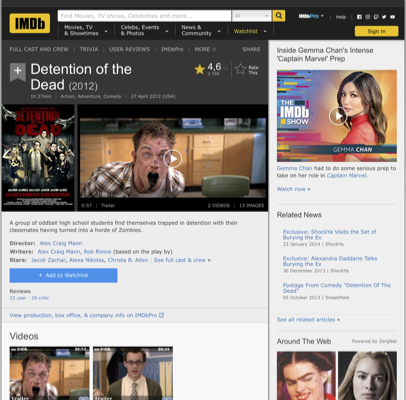 IMDb
Find Movies, TV shows, Celebrities and more...
All
IMDbPro
Help
Movies, TV
& Showtimes
Celebs, Events
& Photos
News &
Community
Watchlist
Sign in
FULL CAST AND CREW
TRIVIA
USER REVIEWS
IMDbPro
MORE
SHARE
Detention of the
Dead (2012)
4,6
Rate
This
1h 27min | Action, Adventure, Comedy | 27 April 2012 (USA)
DETENTION
DEAD
0:57 | Trailer
2 VIDEOS | 13 IMAGES
A group of oddball high school students find themselves trapped in detention with their
classmates having turned into a horde of Zombies.
Director: Alex Craig Mann
Writers: Alex Craig Mann, Rob Rinow (based on the play by)
Stars: Jacob Zachar, Alexa Nikolas, Christa B. Allen | See full cast & crew »
+ Add to Watchlist
Reviews
23 user | 29 critic
View production, box office, & company info on IMDbPro
Videos
Trailer
Trailer
Inside Gemma Chan's Intense
'Captain Marvel' Prep
THE
IMDb
SHOW
GEMMA CHAN
Gemma Chan had to do some serious prep to
take on her role in Captain Marvel.
Watch now »
Related News
Exclusive: ShockYa Visits the Set of
Burying the Ex
23 January 2014 | ShockYa
Exclusive: Alexandra Daddario Talks
Burying the Ex
30 December 2013 | ShockYa
Footage From Comedy "Detention Of The
Dead"
05 October 2013 | SneakPeek
See all related articles »
Around The Web
Powered by ZergNet